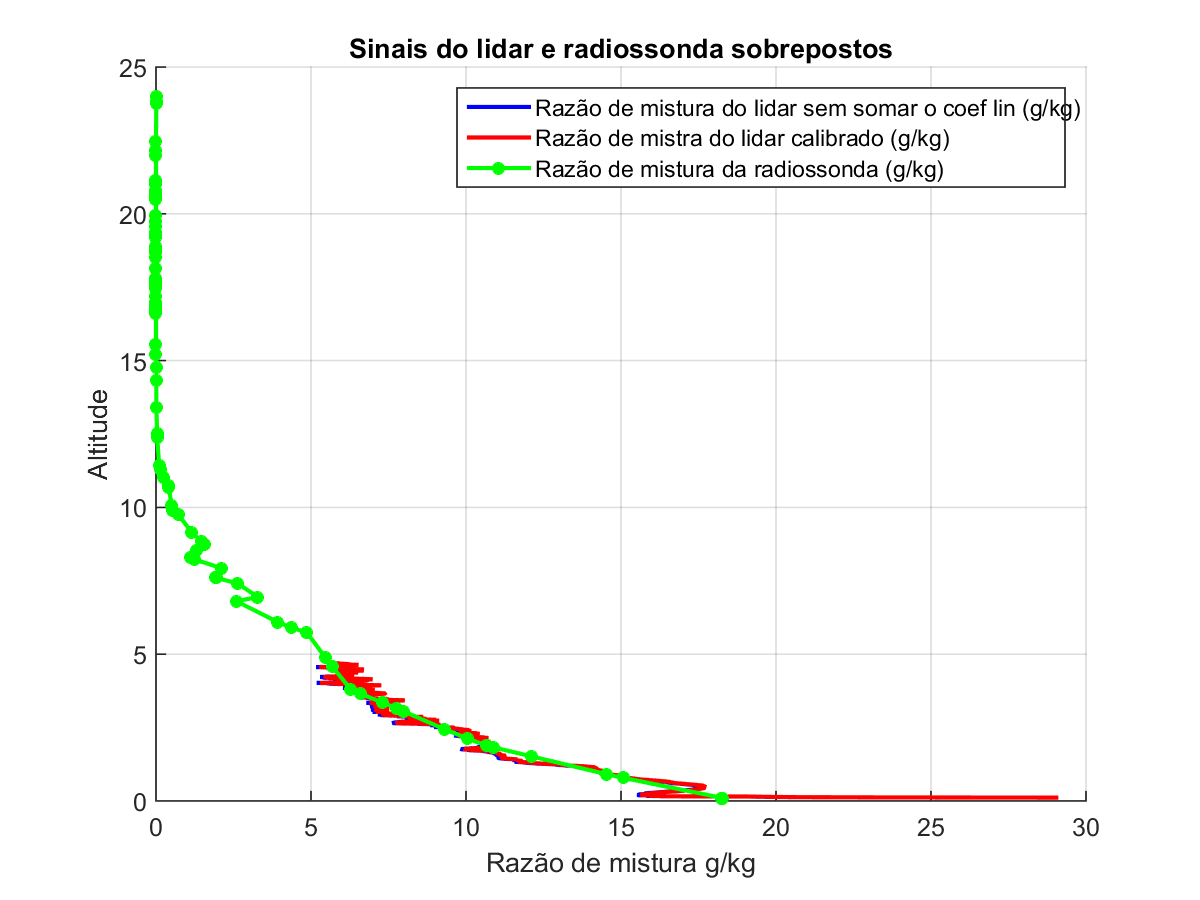 Sinais do lidar e radiossonda sobrepostos
25
Razão de mistura do lidar sem somar o coef lin (g/kg)
Razão de mistra do lidar calibrado (g/kg)
Razão de mistura da radiossonda (g/kg)
20
15
Altitude
10
5
0
0 5 10 15 20 25 30
Razão de mistura g/kg